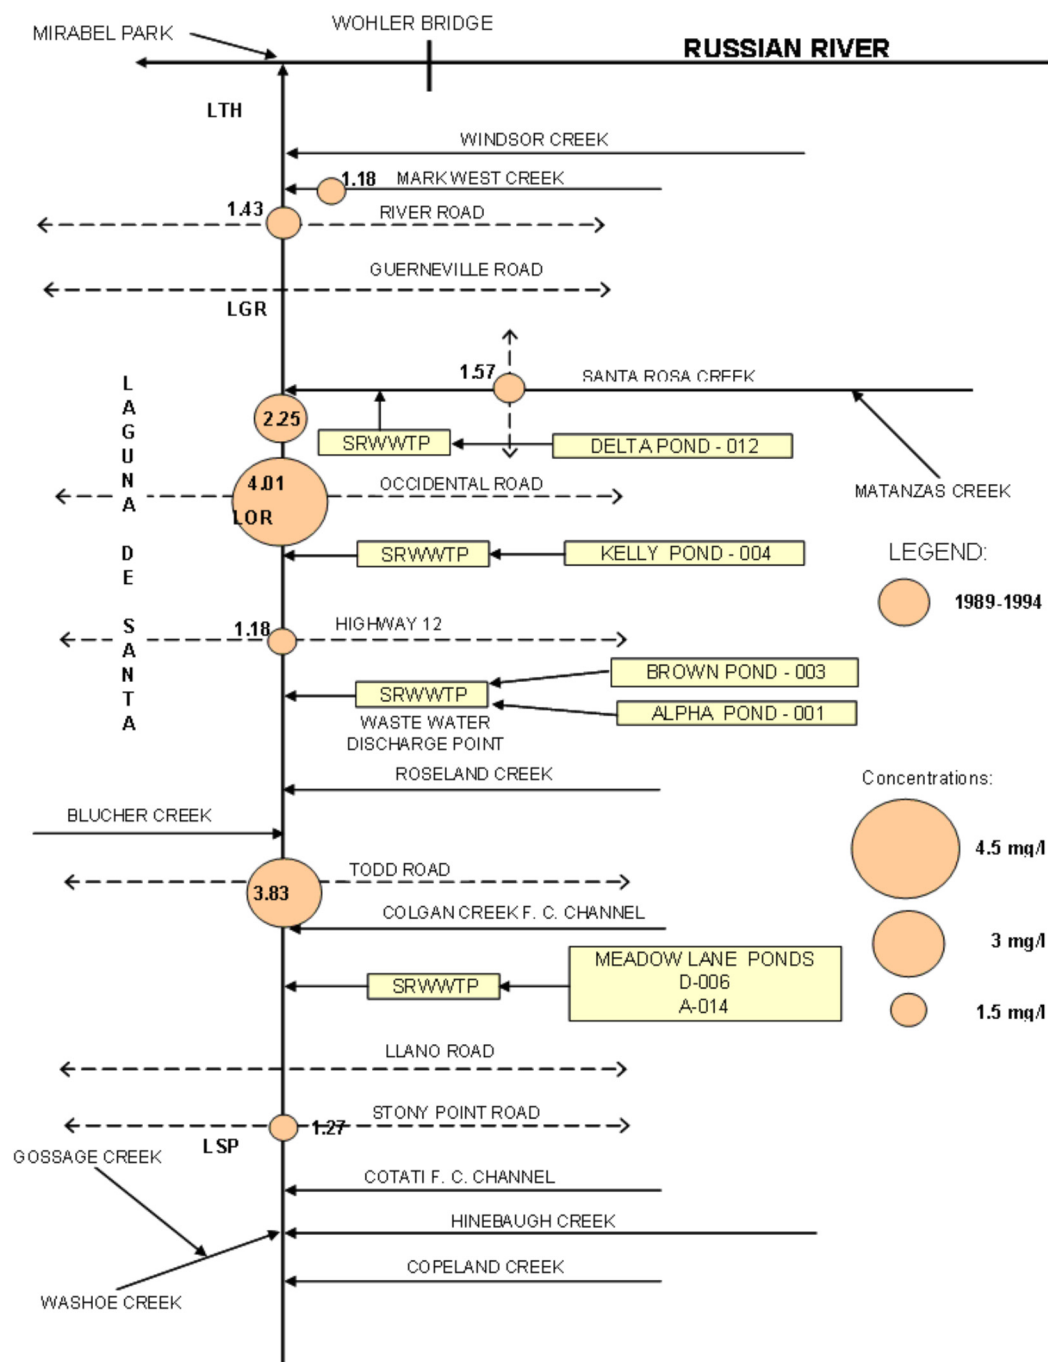 WOHLER BRIDGE
MIRABEL PARK
RUSSIAN RIVER
LTH
WINDSOR CREEK
1.18
MARK WEST CREEK
1.43
RIVER ROAD
GUERNEVILLE ROAD
LGR
1.57
SANTA ROSA CREEK
LAGUNA DE SANTA
2.25
SRWWTP
DELTA POND - 012
4.01
OCCIDENTAL ROAD
MATANZAS CREEK
LOR
SRWWTP
KELLY POND - 004
LEGEND:
1989-1994
1.18
HIGHWAY 12
BROWN POND - 003
SRWWTP
ALPHA POND - 001
WASTE WATER
DISCHARGE POINT
ROSELAND CREEK
Concentrations:
BLUCHER CREEK
4.5 mg/l
TODD ROAD
3.83
COLGAN CREEK F. C. CHANNEL
3 mg/l
MEADOW LANE PONDS
SRWWTP
D-006
A-014
1.5 mg/l
LLANO ROAD
STONY POINT ROAD
1.27
LSP
GOSSAGE CREEK
COTATI F. C. CHANNEL
HINEBAUGH CREEK
COPELAND CREEK
WASHOE CREEK